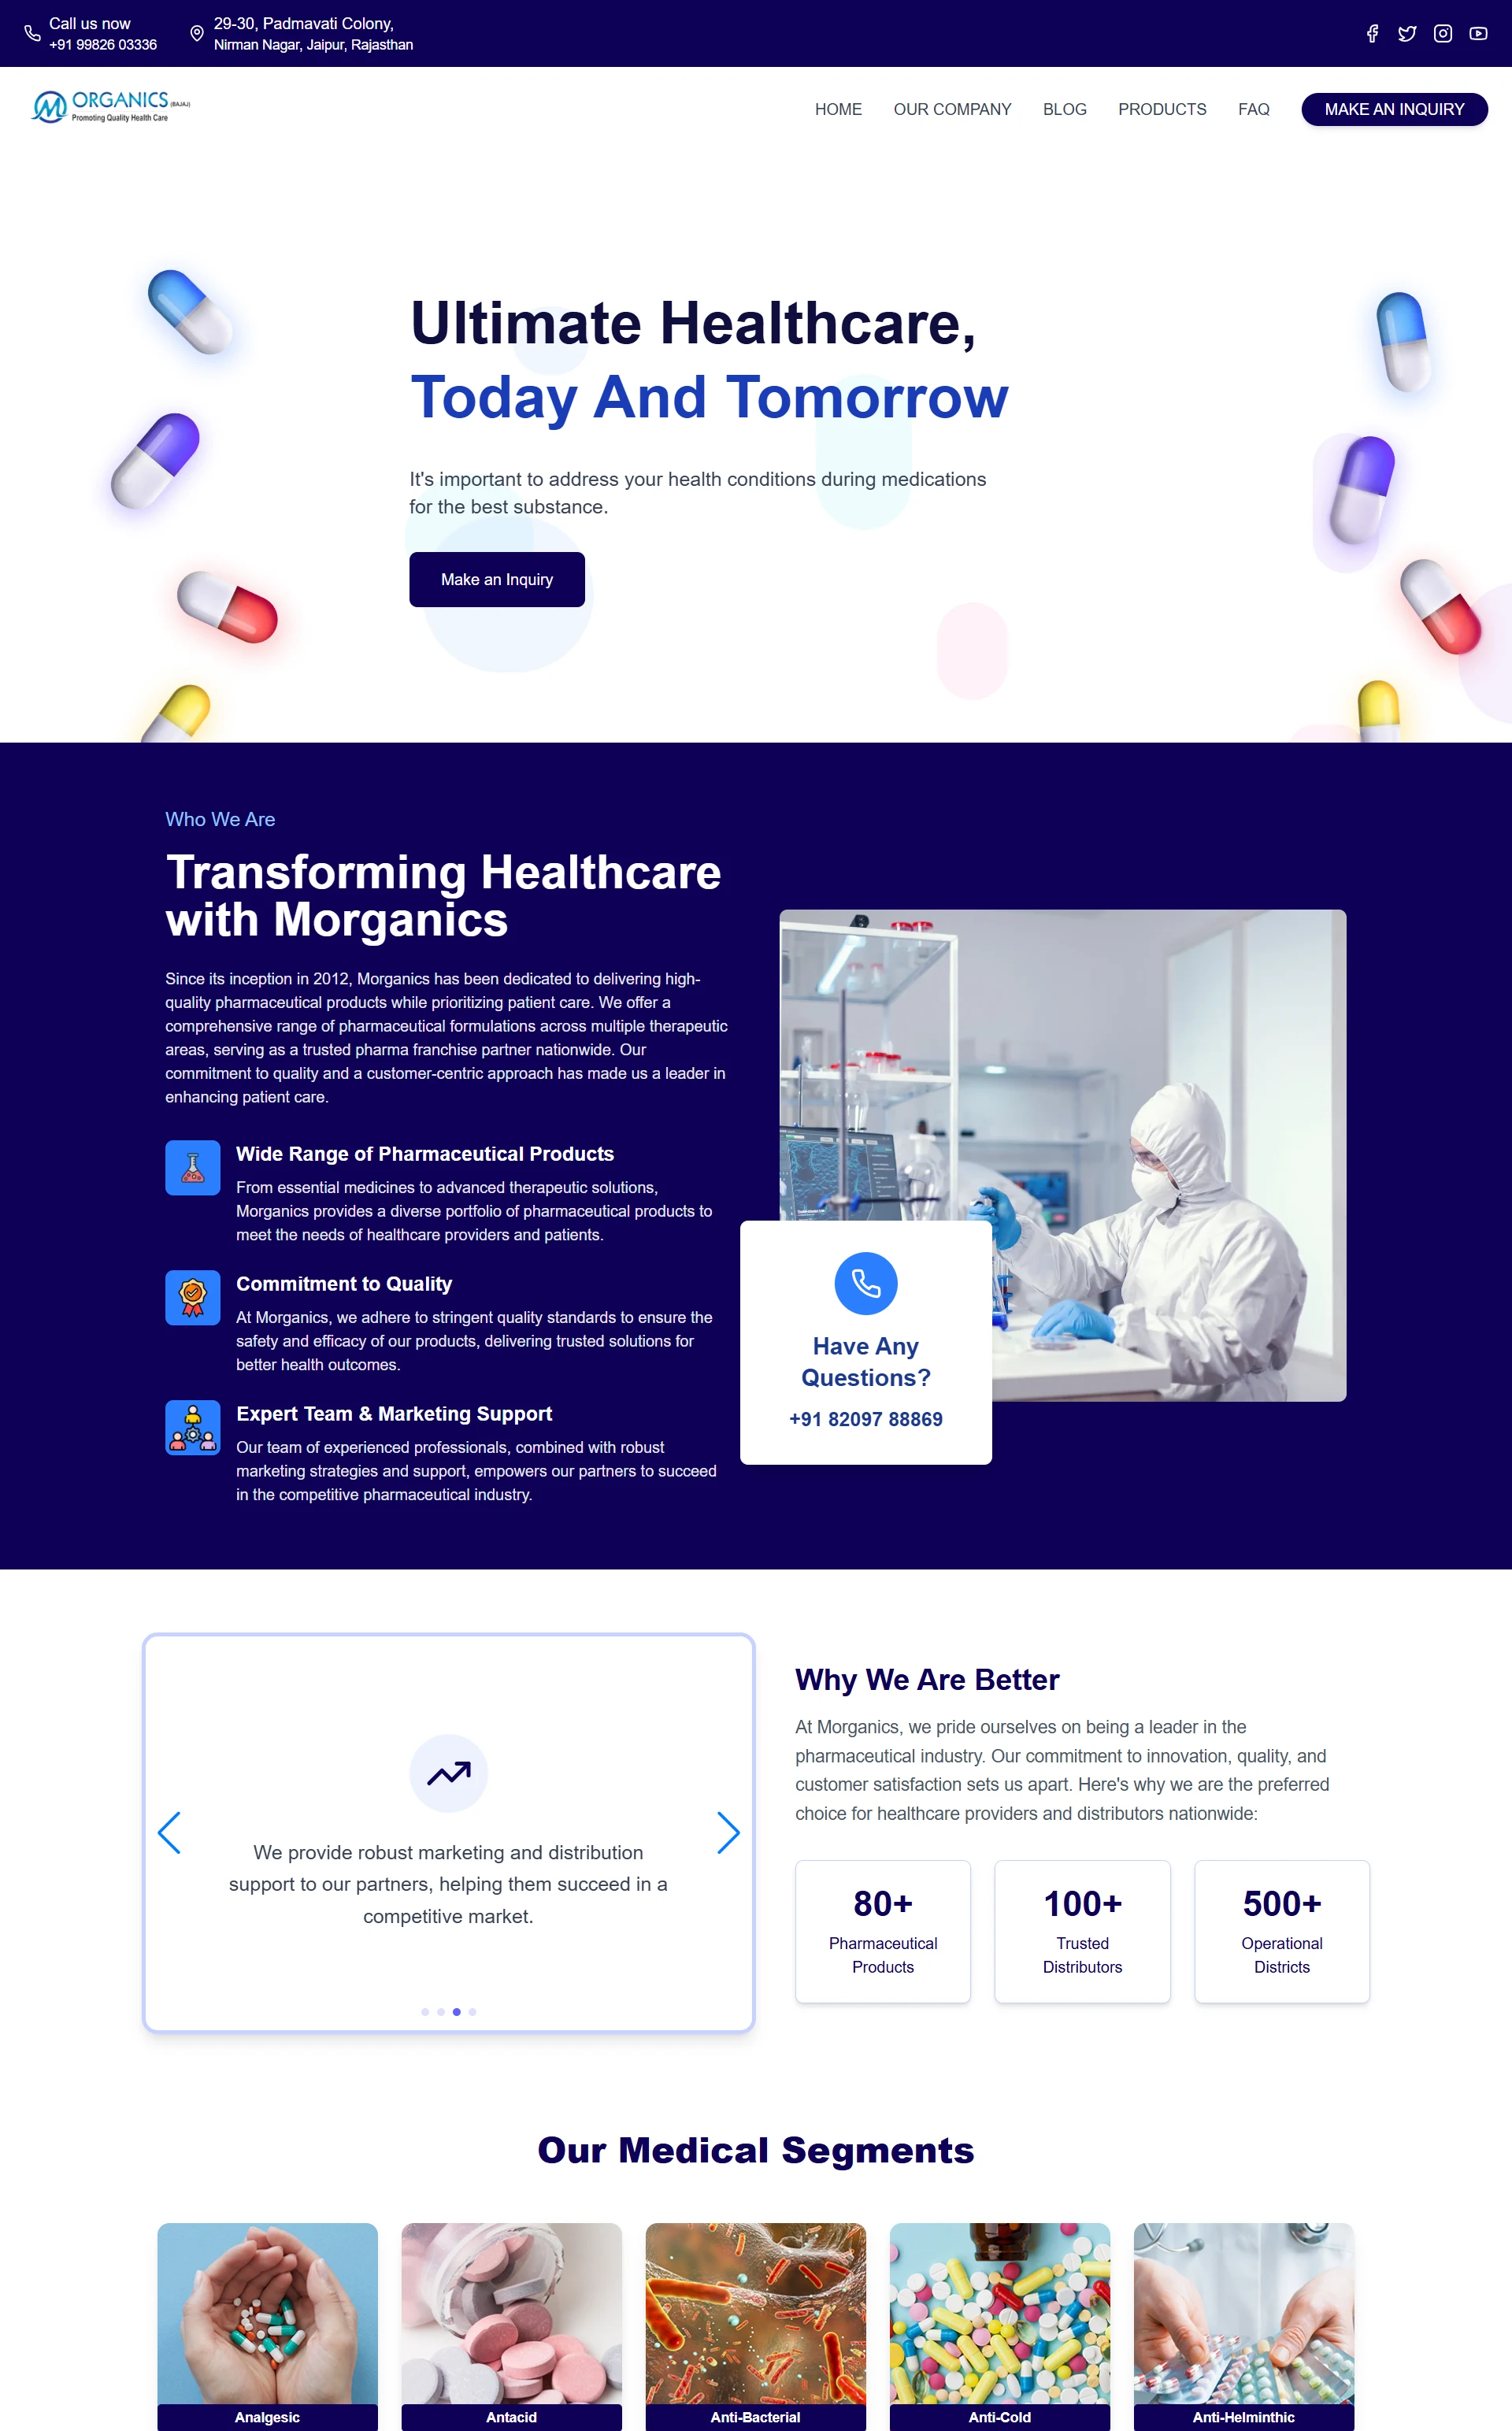 Call us now
+91 99826 03336
29-30, Padmavati Colony,
Nirman Nagar, Jaipur, Rajasthan
ORGANICS (BAJAJ)
Promoting Quality Health Care
HOME
OUR COMPANY
BLOG
PRODUCTS
FAQ
MAKE AN INQUIRY
Ultimate Healthcare,
Today And Tomorrow
It's important to address your health conditions during medications
for the best substance.
Make an Inquiry
Who We Are
Transforming Healthcare
with Morganics
Since its inception in 2012, Morganics has been dedicated to delivering high-
quality pharmaceutical products while prioritizing patient care. We offer a
comprehensive range of pharmaceutical formulations across multiple therapeutic
areas, serving as a trusted pharma franchise partner nationwide. Our
commitment to quality and a customer-centric approach has made us a leader in
enhancing patient care.
Wide Range of Pharmaceutical Products
From essential medicines to advanced therapeutic solutions,
Morganics provides a diverse portfolio of pharmaceutical products to
meet the needs of healthcare providers and patients.
Commitment to Quality
At Morganics, we adhere to stringent quality standards to ensure the
safety and efficacy of our products, delivering trusted solutions for
better health outcomes.
Expert Team & Marketing Support
Our team of experienced professionals, combined with robust
marketing strategies and support, empowers our partners to succeed
in the competitive pharmaceutical industry.
Have Any
Questions?
+91 82097 88869
We provide robust marketing and distribution
support to our partners, helping them succeed in a
competitive market.
Why We Are Better
At Morganics, we pride ourselves on being a leader in the
pharmaceutical industry. Our commitment to innovation, quality, and
customer satisfaction sets us apart. Here's why we are the preferred
choice for healthcare providers and distributors nationwide:
80+
Pharmaceutical
Products
100+
Trusted
Distributors
500+
Operational
Districts
Our Medical Segments
Analgesic
Antacid
Anti-Bacterial
Anti-Cold
Anti-Helminthic